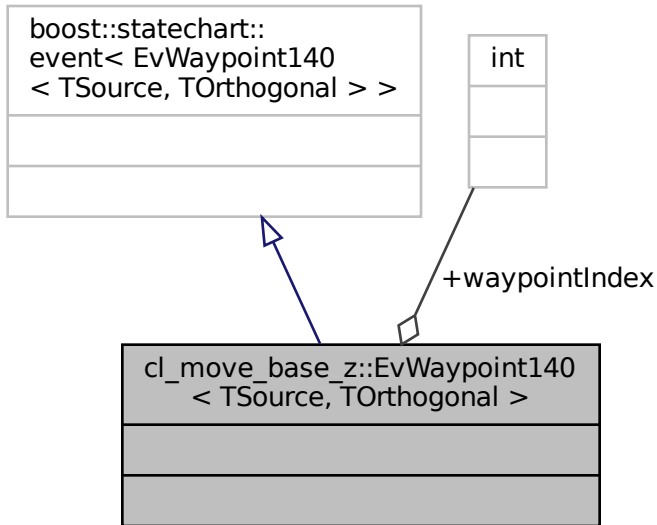 boost::statechart::
event< EvWaypoint140
< TSource, TOrthogonal > >
int
+waypointIndex
cl_move_base_z::EvWaypoint140
< TSource, TOrthogonal >